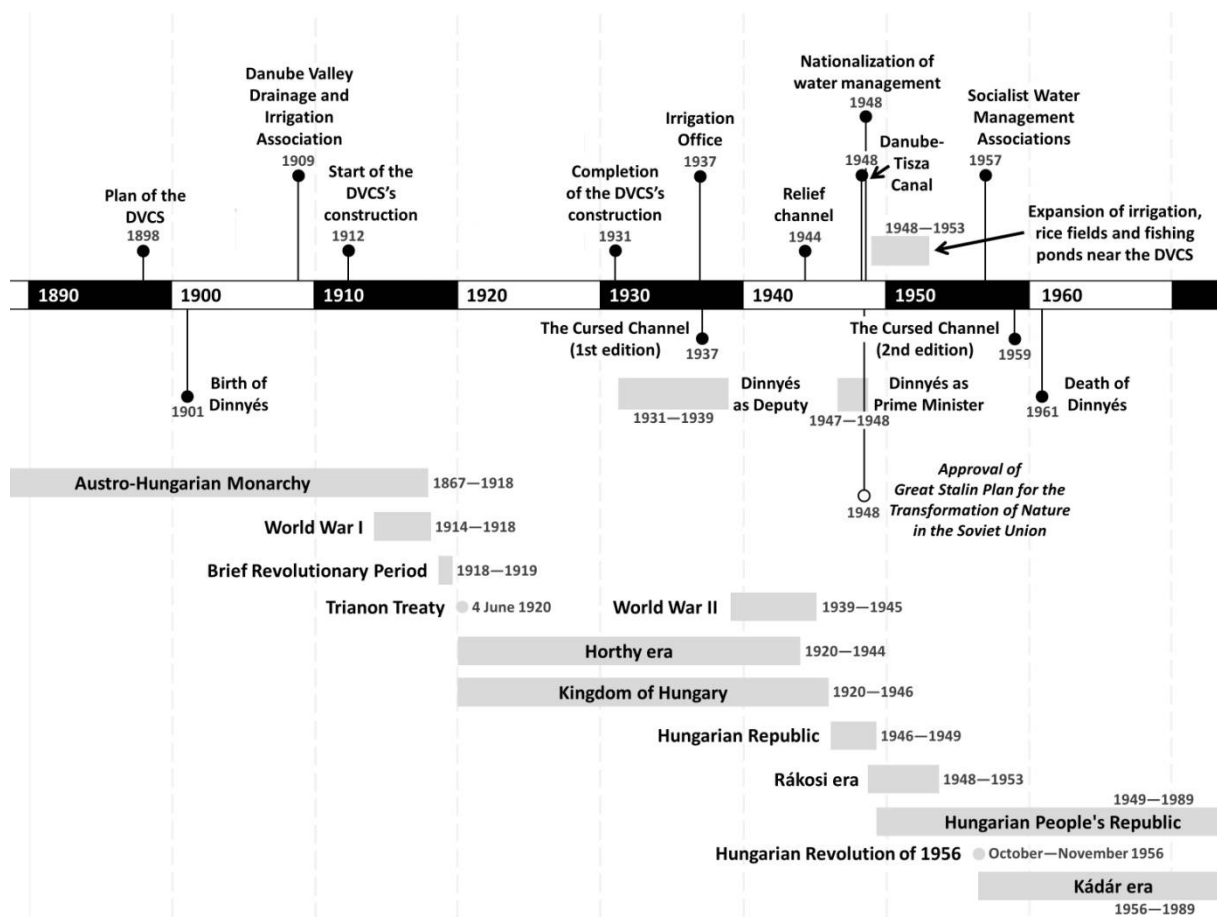 Plan of the
DVCS
1898
Danube Valley
Drainage and
Irrigation
Association
1909
Start of the
DVCS's
construction
1912
Completion
of the DVCS's
construction
1931
Irrigation
Office
1937
Relief
channel
1944
Nationalization of
water management
1948
1948
Danube-
Tisza
Canal
1948—1953
Socialist Water
Management
Associations
1957
Expansion of irrigation,
rice fields and fishing
ponds near the DVCS
1890 1900 1910 1920 1930 1940 1950 1960
1901
Birth of
Dinnyés
The Cursed Channel
(1st edition)
1937
1931—1939
Dinnyés
as Deputy
1947—1948
Dinnyés as
Prime Minister
The Cursed Channel
(2nd edition)
1959
1961
Death of
Dinnyés
1948
Approval of
Great Stalin Plan for the
Transformation of Nature
in the Soviet Union
Austro-Hungarian Monarchy 1867—1918
World War I 1914—1918
Brief Revolutionary Period 1918—1919
Trianon Treaty 4 June 1920
World War II 1939—1945
Horthy era 1920—1944
Kingdom of Hungary 1920—1946
Hungarian Republic 1946—1949
Rákosi era 1948—1953
1949—1989
Hungarian People's Republic
Hungarian Revolution of 1956 October—November 1956
Kádár era
1956—1989